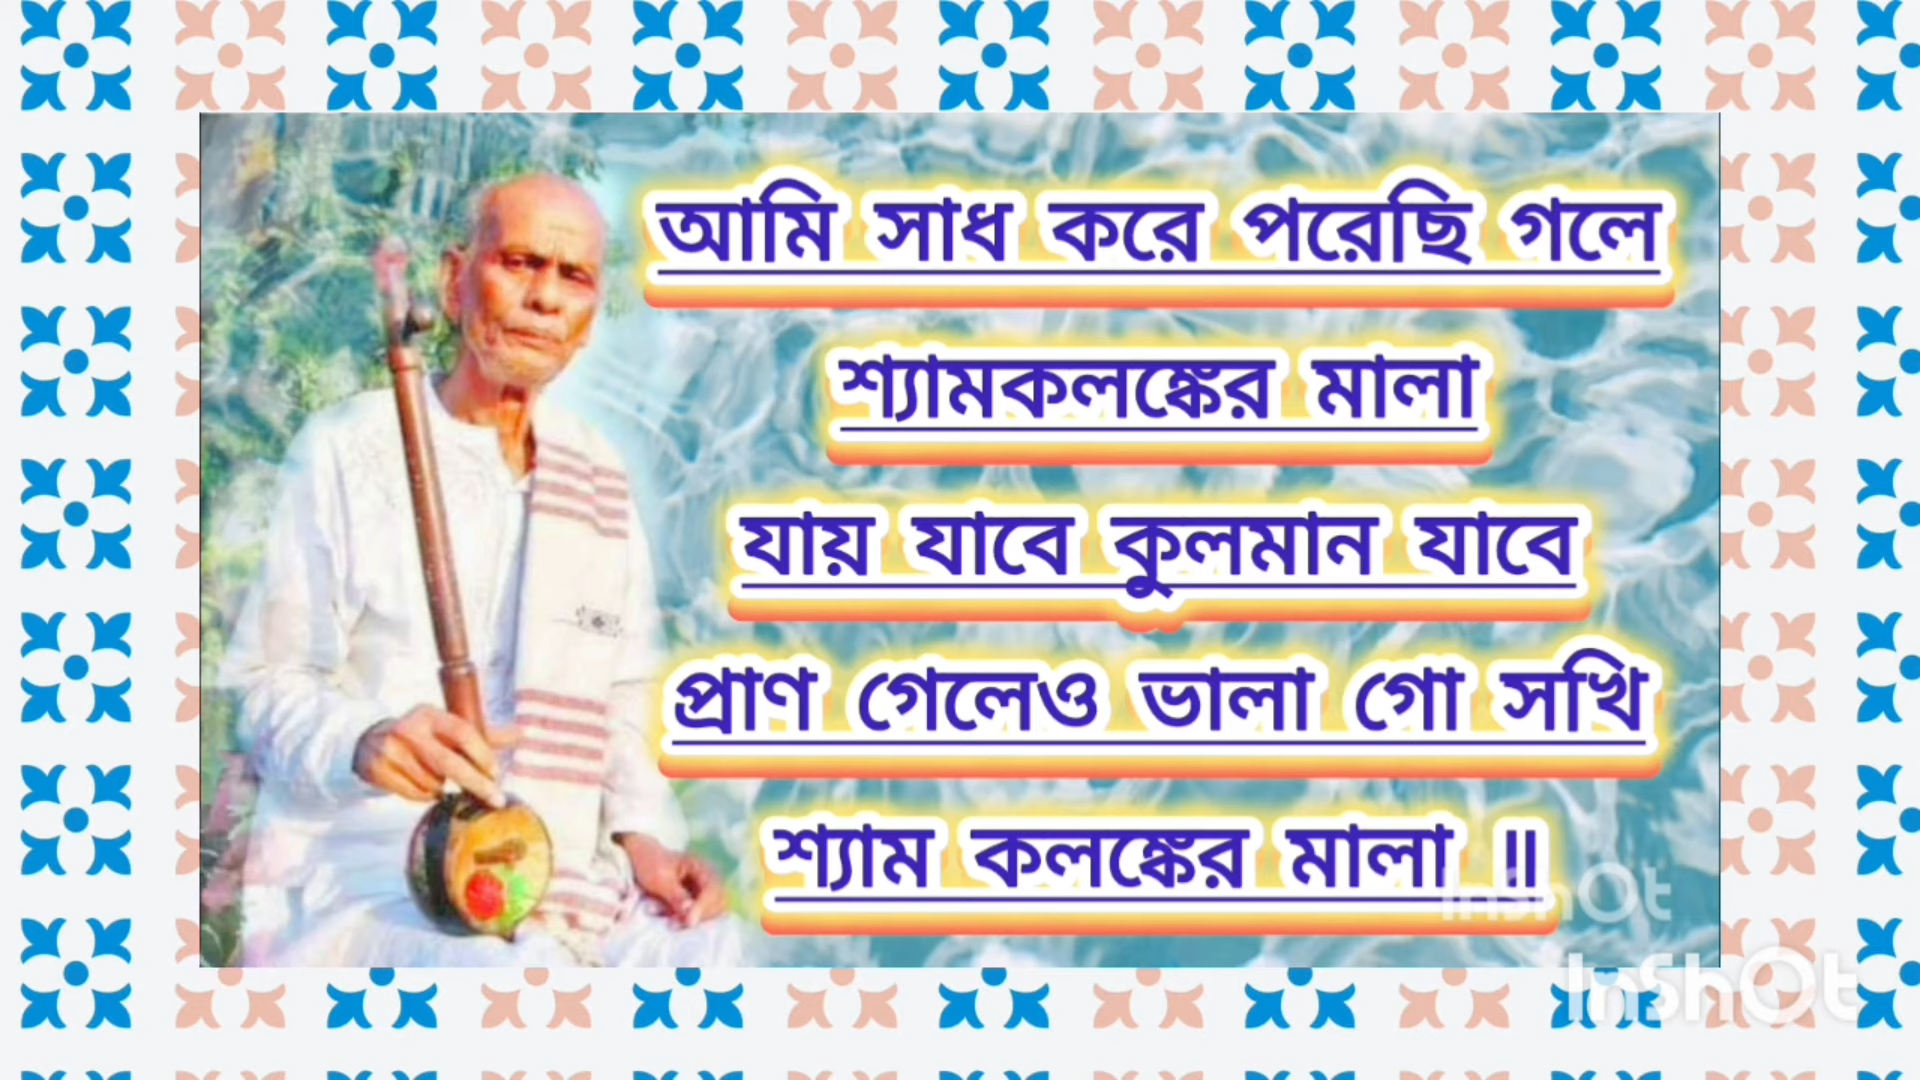 আমি সাধ করে পরেছি গলে
শ্যামকলঙ্কের মালা
যায় যাবে কুলমান যাবে
প্রাণ গেলেও ভালা গো সখি
শ্যাম কলঙ্কের মালা ॥
InShOt
InShOt